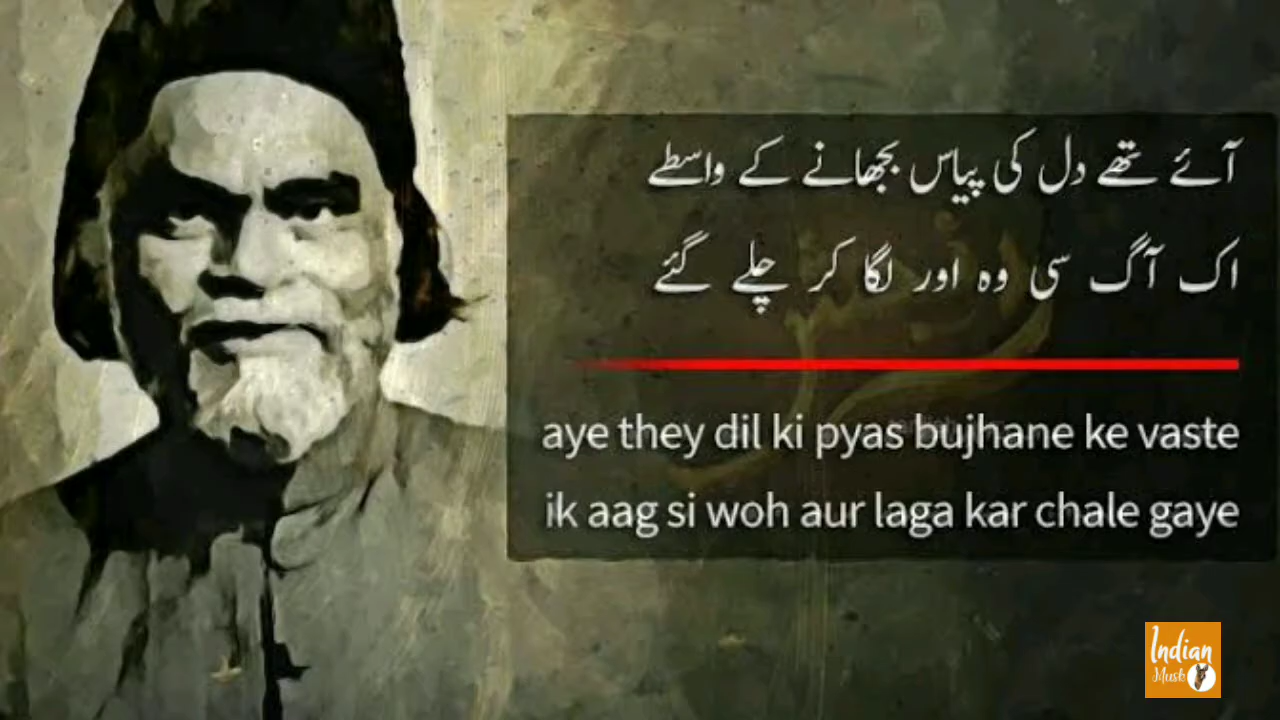 آئے تھے دل کی پیاس بجھانے کے واسطے
اک آگ سی وہ اور لگا کر چلے گئے
aye they dil ki pyas bujhane ke vaste
ik aag si woh aur laga kar chale gaye
Indian
Musk